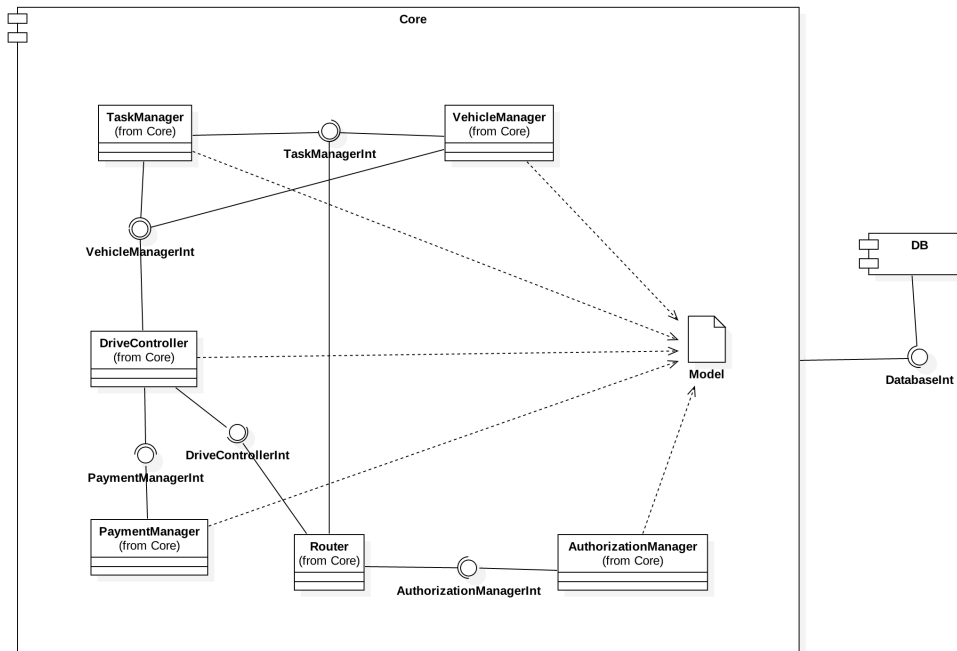 Core
TaskManager
(from Core)
VehicleManager
(from Core)
TaskManagerInt
VehicleManagerInt
DB
DriveController
(from Core)
Model
DatabaseInt
DriveControllerInt
PaymentManagerInt
PaymentManager
(from Core)
Router
(from Core)
AuthorizationManager
(from Core)
AuthorizationManagerInt